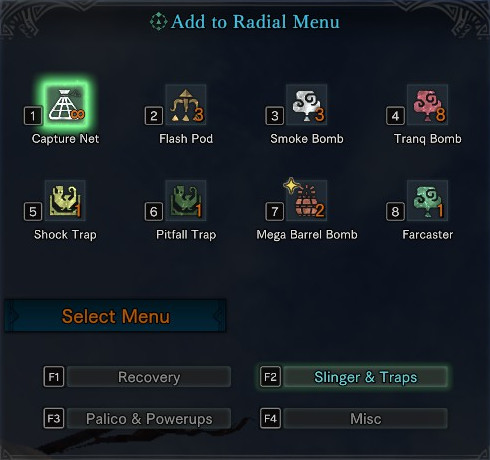 Add to Radial Menu
1 ∞ 2 3 3 3 4 8
Capture Net Flash Pod Smoke Bomb Tranq Bomb
5 1 6 1 7 2 8 1
Shock Trap Pitfall Trap Mega Barrel Bomb Farcaster
Select Menu
F1 Recovery F2 Slinger & Traps
F3 Palico & Powerups F4 Misc